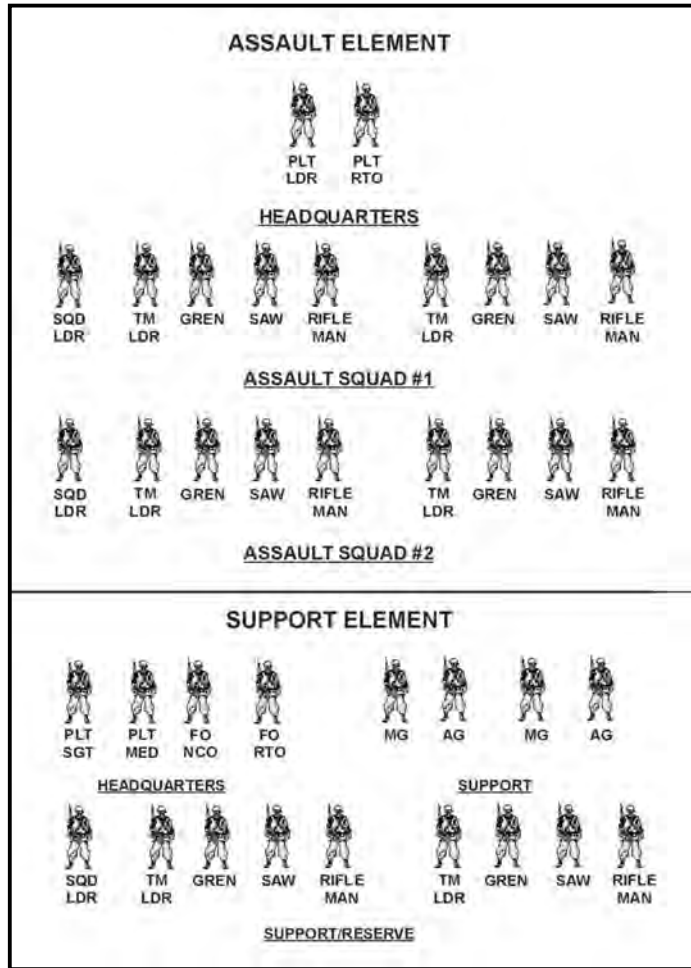 ASSAULT ELEMENT
PLT PLT
LDR RTO
HEADQUARTERS
SQD TM GREN SAW RIFLE TM GREN SAW RIFLE
LDR LDR MAN LDR MAN
ASSAULT SQUAD #1
SQD TM GREN SAW RIFLE TM GREN SAW RIFLE
LDR LDR MAN LDR MAN
ASSAULT SQUAD #2
SUPPORT ELEMENT
PLT PLT FO FO MG AG MG AG
SGT MED NCO RTO
HEADQUARTERS SUPPORT
SQD TM GREN SAW RIFLE TM GREN SAW RIFLE
LDR LDR MAN LDR MAN
SUPPORT/RESERVE